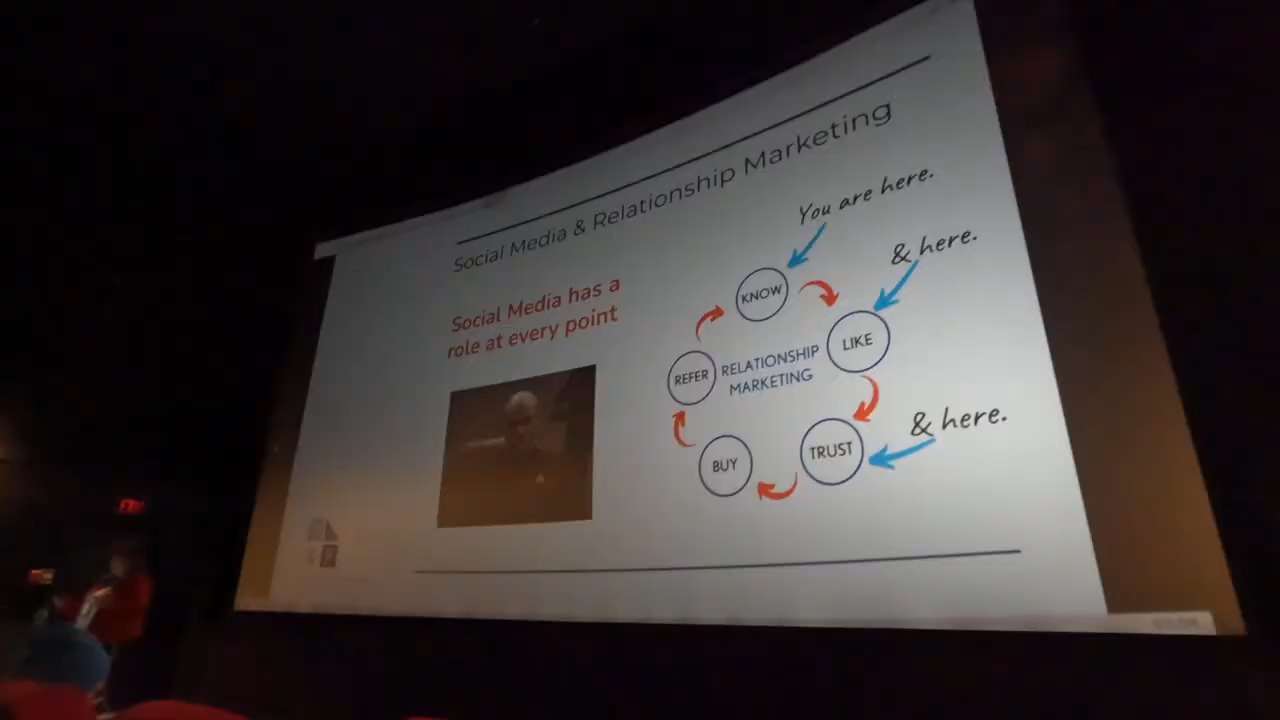 Social Media & Relationship Marketing
Social Media has a
role at every point
You are here.
& here.
& here.
KNOW
LIKE
TRUST
BUY
REFER
RELATIONSHIP
MARKETING
EXIT